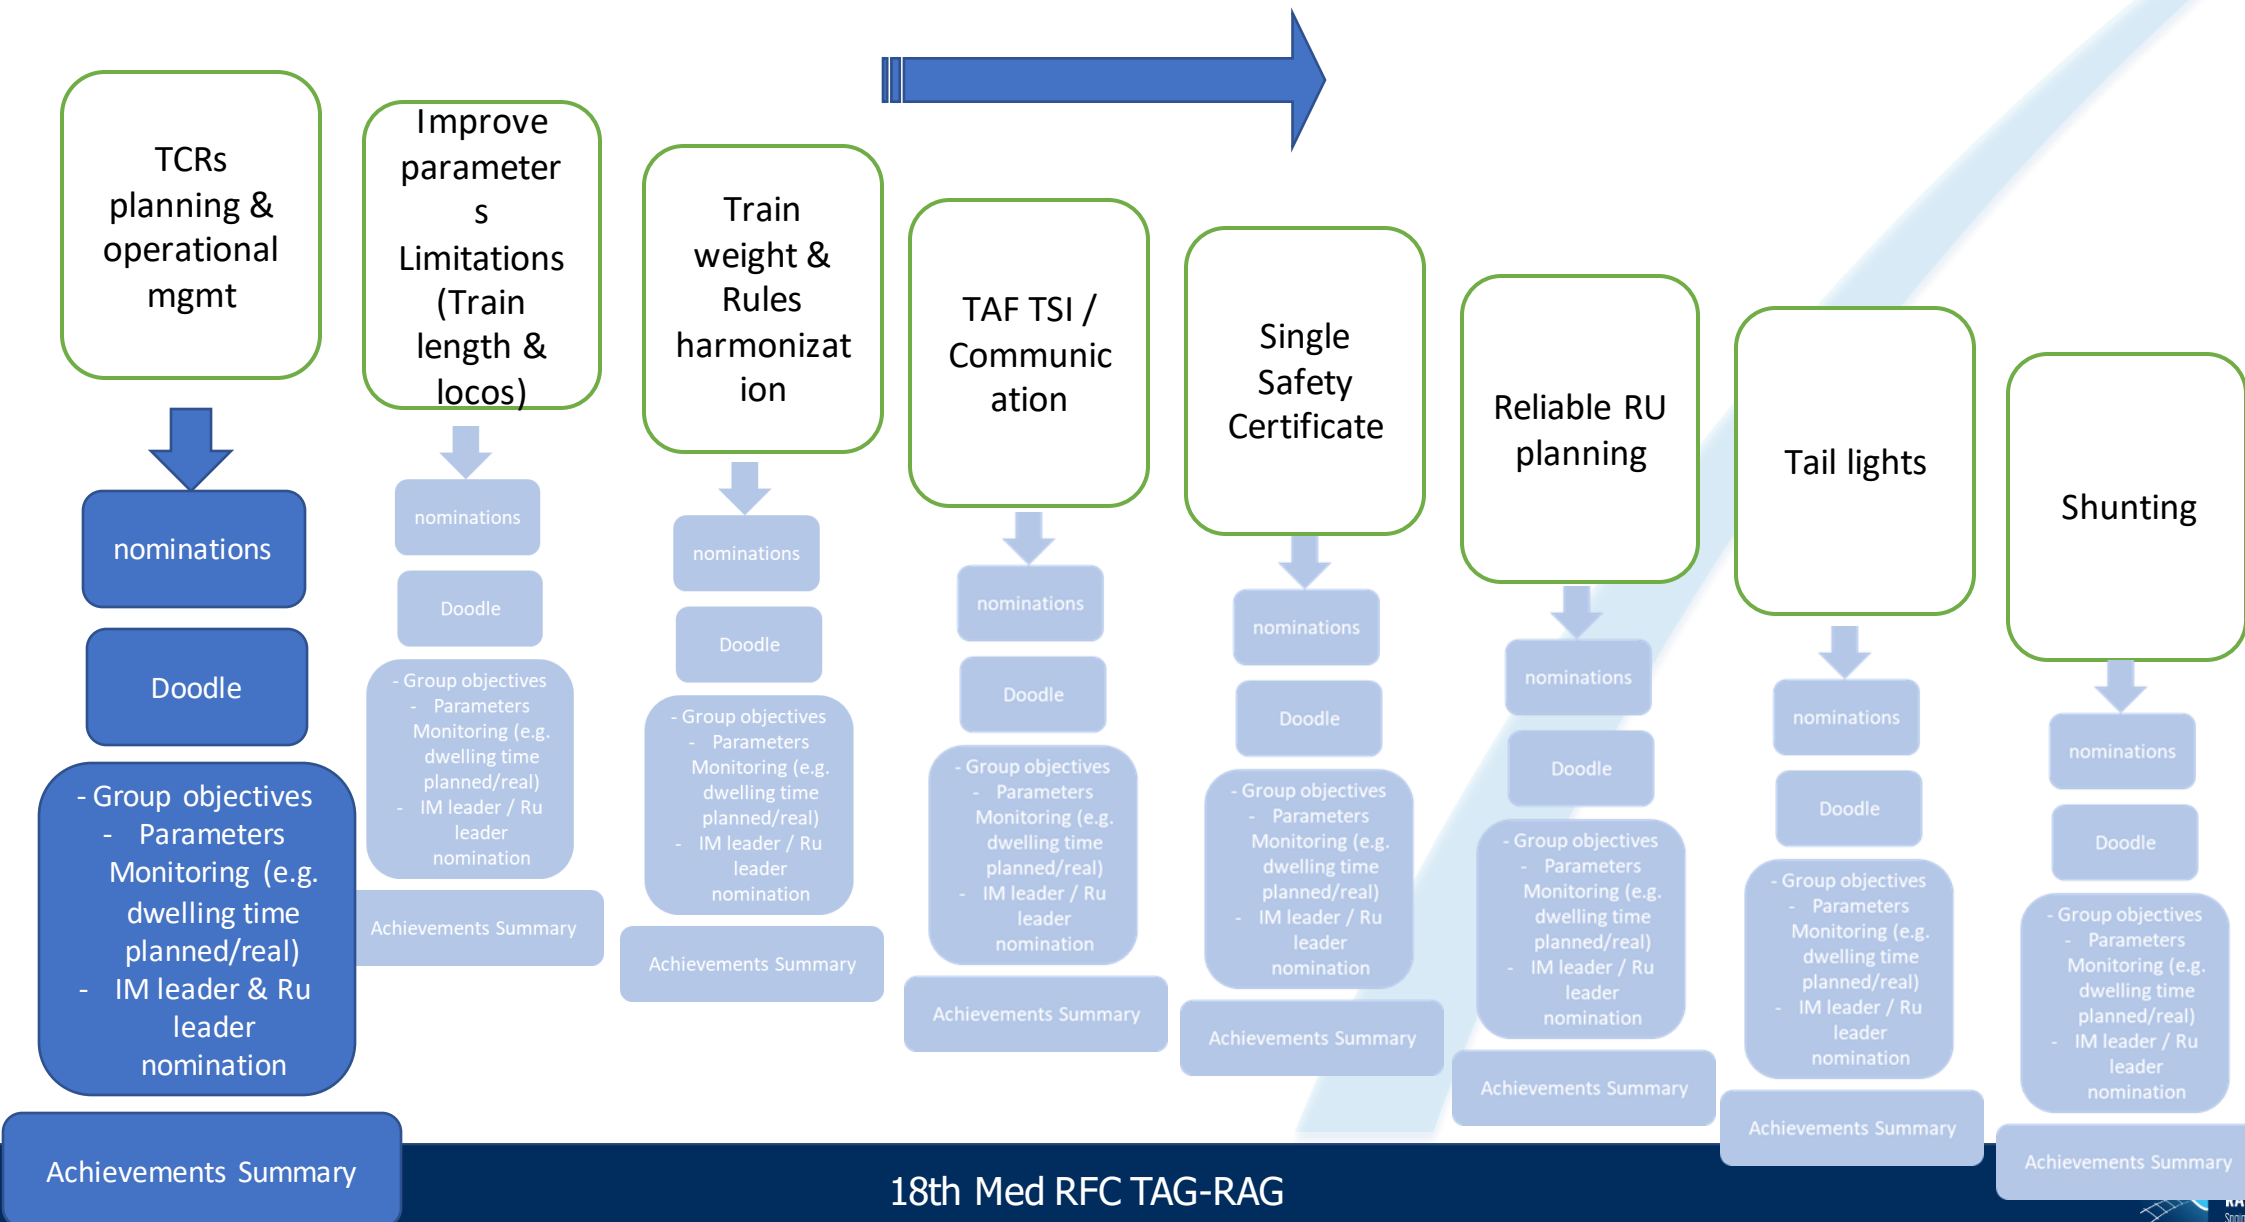 TCRs
planning &
operational
mgmt
nominations
Doodle
- Group objectives
- Parameters
Monitoring (e.g.
dwelling time
planned/real)
- IM leader & Ru
leader
nomination
Achievements Summary
Improve
parameter
s
Limitations
(Train
length &
locos)
nominations
Doodle
- Group objectives
- Parameters
Monitoring (e.g.
dwelling time
planned/real)
- IM leader / Ru
leader
nomination
Achievements Summary
Train
weight &
Rules
harmonizat
ion
nominations
Doodle
- Group objectives
- Parameters
Monitoring (e.g.
dwelling time
planned/real)
- IM leader / Ru
leader
nomination
Achievements Summary
TAF TSI /
Communic
ation
nominations
Doodle
- Group objectives
- Parameters
Monitoring (e.g.
dwelling time
planned/real)
- IM leader / Ru
leader
nomination
Achievements Summary
Single
Safety
Certificate
nominations
Doodle
- Group objectives
- Parameters
Monitoring (e.g.
dwelling time
planned/real)
- IM leader / Ru
leader
nomination
Achievements Summary
Reliable RU
planning
nominations
Doodle
- Group objectives
- Parameters
Monitoring (e.g.
dwelling time
planned/real)
- IM leader / Ru
leader
nomination
Achievements Summary
Tail lights
nominations
Doodle
- Group objectives
- Parameters
Monitoring (e.g.
dwelling time
planned/real)
- IM leader / Ru
leader
nomination
Achievements Summary
Shunting
nominations
Doodle
- Group objectives
- Parameters
Monitoring (e.g.
dwelling time
planned/real)
- IM leader / Ru
leader
nomination
Achievements Summary
18th Med RFC TAG-RAG